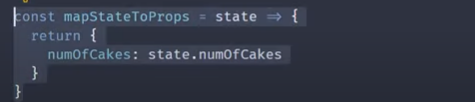 const mapStateToProps = state => {
  return {
    numOfCakes: state.numOfCakes
  }
}